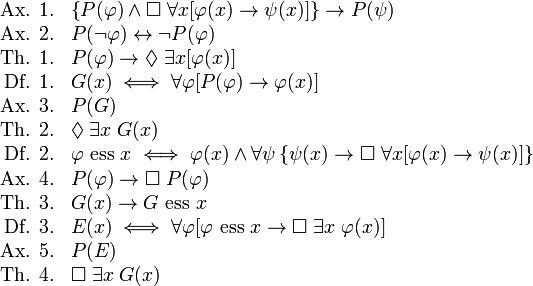 Ax. 1. {P(φ) ∧ □ ∀x[φ(x) → ψ(x)]} → P(ψ)
Ax. 2. P(¬φ) ↔ ¬P(φ)
Th. 1. P(φ) → ◊ ∃x[φ(x)]
Df. 1. G(x) ⟺ ∀φ[P(φ) → φ(x)]
Ax. 3. P(G)
Th. 2. ◊ ∃x G(x)
Df. 2. φ ess x ⟺ φ(x) ∧ ∀ψ {ψ(x) → □ ∀x[φ(x) → ψ(x)]}
Ax. 4. P(φ) → □ P(φ)
Th. 3. G(x) → G ess x
Df. 3. E(x) ⟺ ∀φ[φ ess x → □ ∃x φ(x)]
Ax. 5. P(E)
Th. 4. □ ∃x G(x)